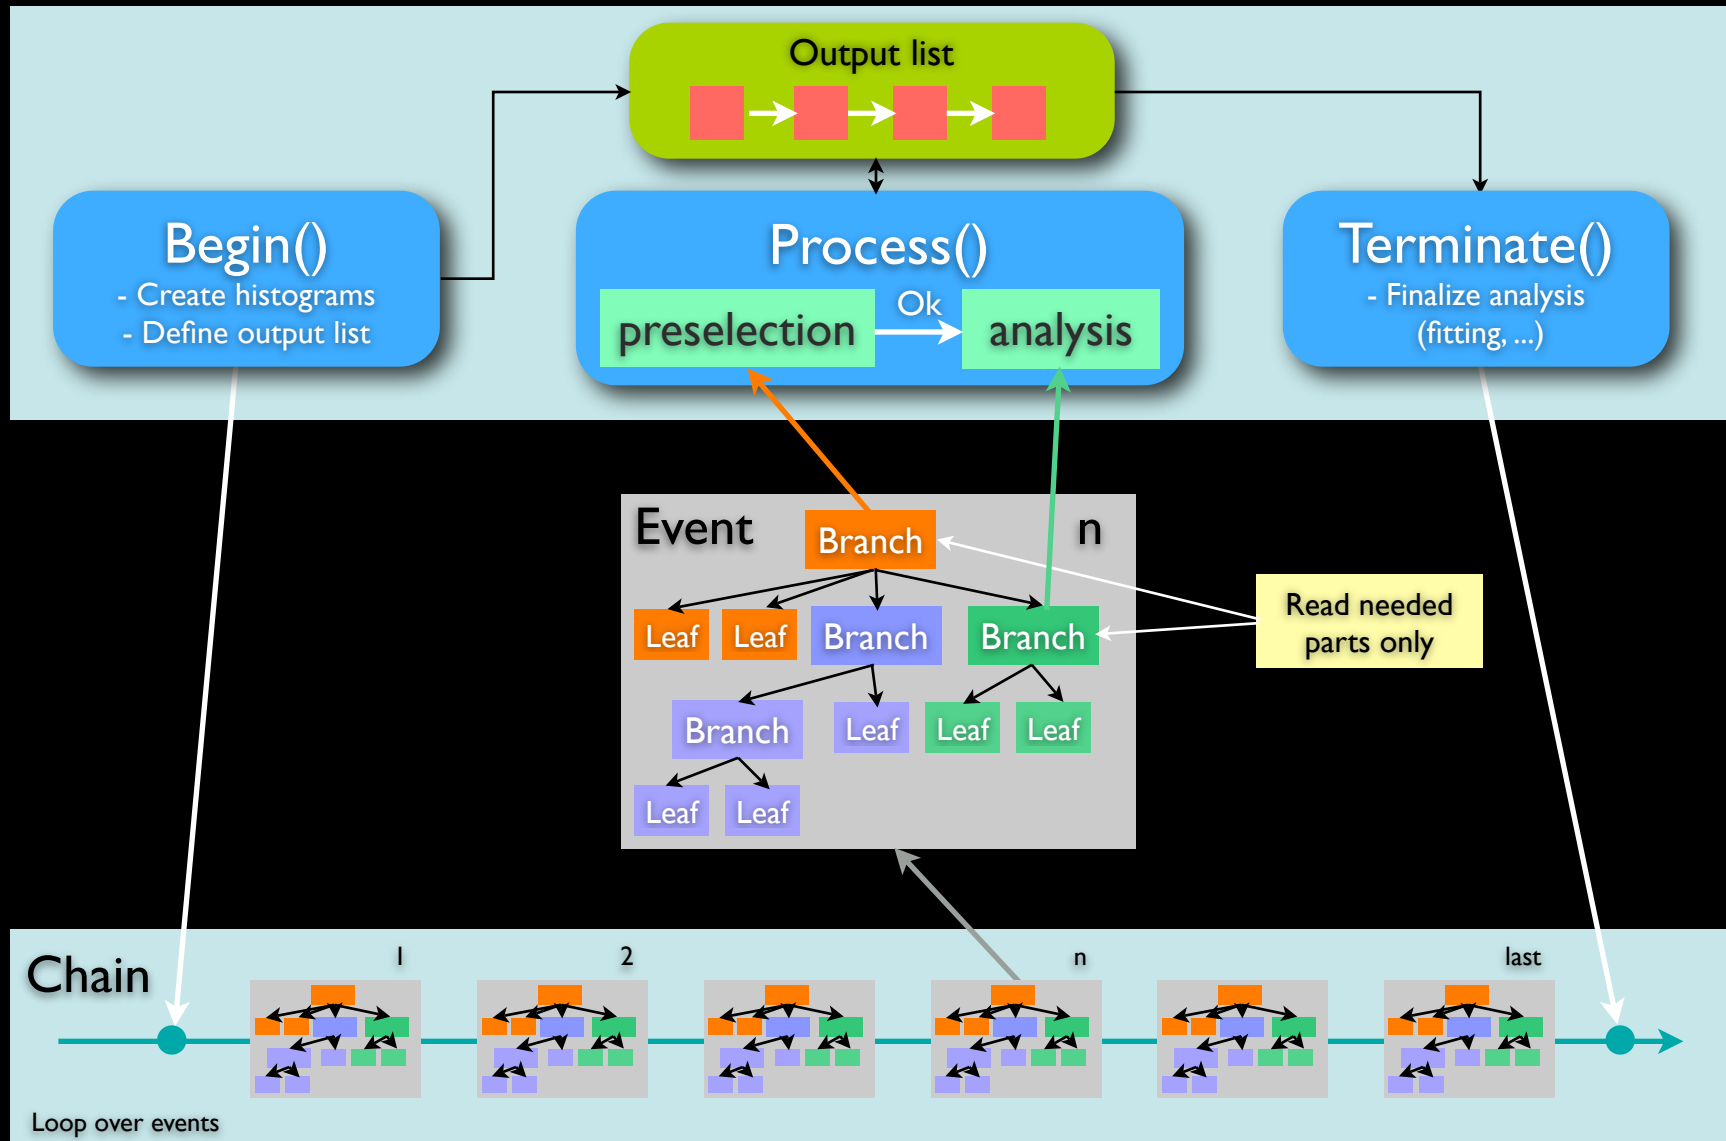 Output list
Begin()
- Create histograms
- Define output list
Process()
preselection
Ok
analysis
Terminate()
- Finalize analysis
(fitting, ...)
Event
n
Branch
Leaf
Leaf
Branch
Branch
Read needed
parts only
Branch
Leaf
Leaf
Leaf
Leaf
Leaf
Chain
1
2
n
last
Loop over events